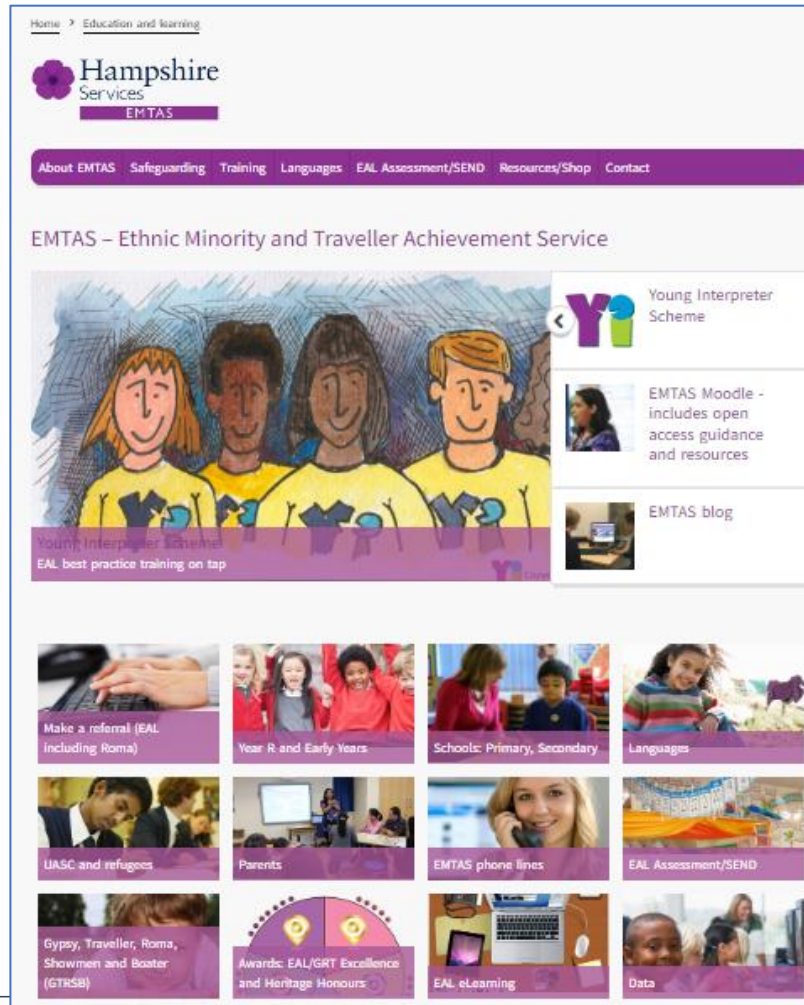 Home > Education and learning
Hampshire
Services
EMTAS
About EMTAS Safeguarding Training Languages EAL Assessment/SEND Resources/Shop Contact
EMTAS – Ethnic Minority and Traveller Achievement Service
Young Interpreter Scheme
EAL best practice training on tap
Yi
Young Interpreter
Scheme
EMTAS Moodle -
includes open
access guidance
and resources
EMTAS blog
Make a referral (EAL
including Roma)
Year R and Early Years
Schools: Primary, Secondary
Languages
UASC and refugees
Parents
EMTAS phone lines
EAL Assessment/SEND
Gypsy, Traveller, Roma,
Showmen and Boater
(GTRSB)
Awards: EAL/GRT Excellence
and Heritage Honours
EAL eLearning
Data